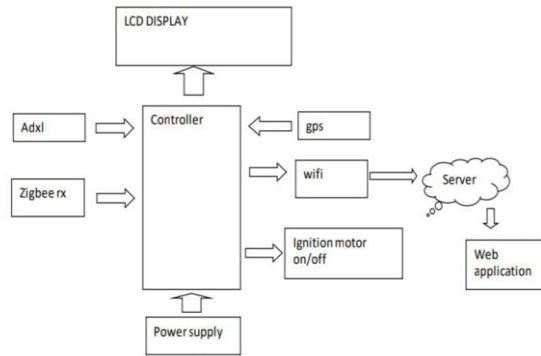 LCD DISPLAY
Adxl
Controller
gps
Zigbee rx
wifi
Server
Ignition motor
on/off
Web
application
Power supply